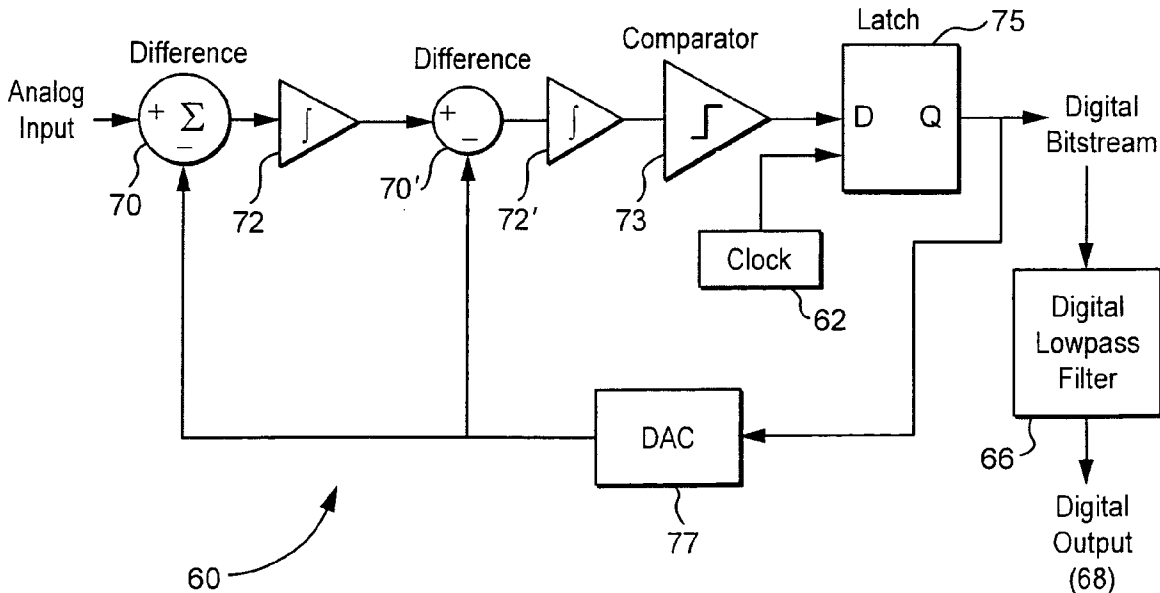 Latch
75
Comparator
Difference
Difference
Analog
Input
+
Σ
−
∫
+
−
∫
D
Q
Digital
Bitstream
70
72
70′
72′
73
Clock
62
Digital
Lowpass
Filter
66
DAC
77
60
Digital
Output
(68)